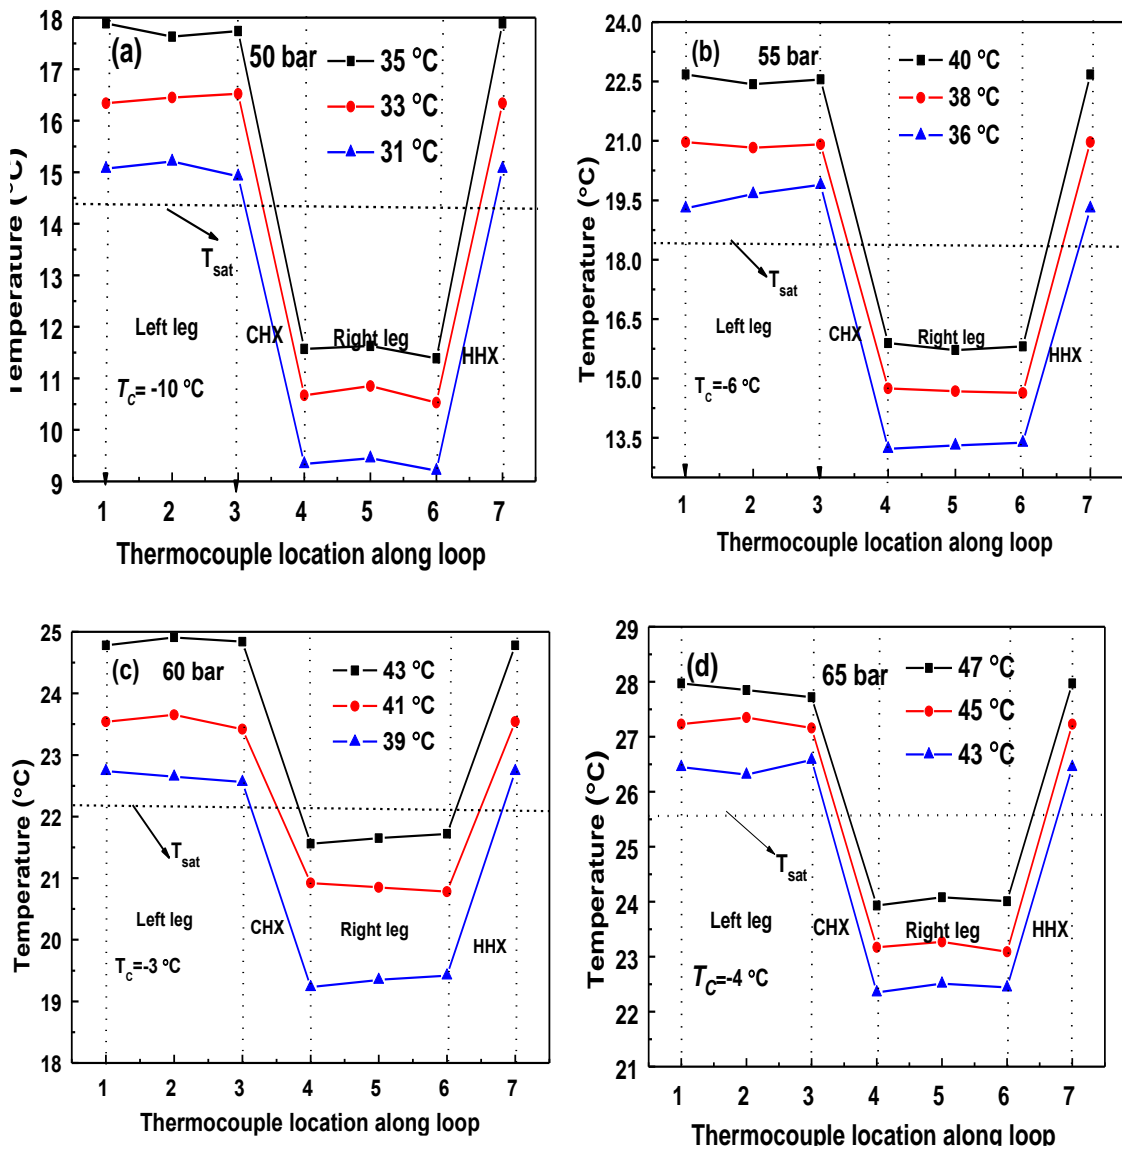 (a)
50 bar
35 °C
33 °C
31 °C
18
17
16
15
14
13
12
11
10
9
Temperature (°C)
T_sat
Left leg
CHX
Right leg
HHX
T_C= -10 °C
1 2 3 4 5 6 7
Thermocouple location along loop
(b)
55 bar
40 °C
38 °C
36 °C
24.0
22.5
21.0
19.5
18.0
16.5
15.0
13.5
Temperature (°C)
T_sat
Left leg
CHX
Right leg
HHX
T_C=-6 °C
1 2 3 4 5 6 7
Thermocouple location along loop
(c)
60 bar
43 °C
41 °C
39 °C
25
24
23
22
21
20
19
18
Temperature (°C)
T_sat
Left leg
CHX
Right leg
HHX
T_C=-3 °C
1 2 3 4 5 6 7
Thermocouple location along loop
(d)
65 bar
47 °C
45 °C
43 °C
29
28
27
26
25
24
23
22
21
Temperature (°C)
T_sat
Left leg
CHX
Right leg
HHX
T_C=-4 °C
1 2 3 4 5 6 7
Thermocouple location along loop